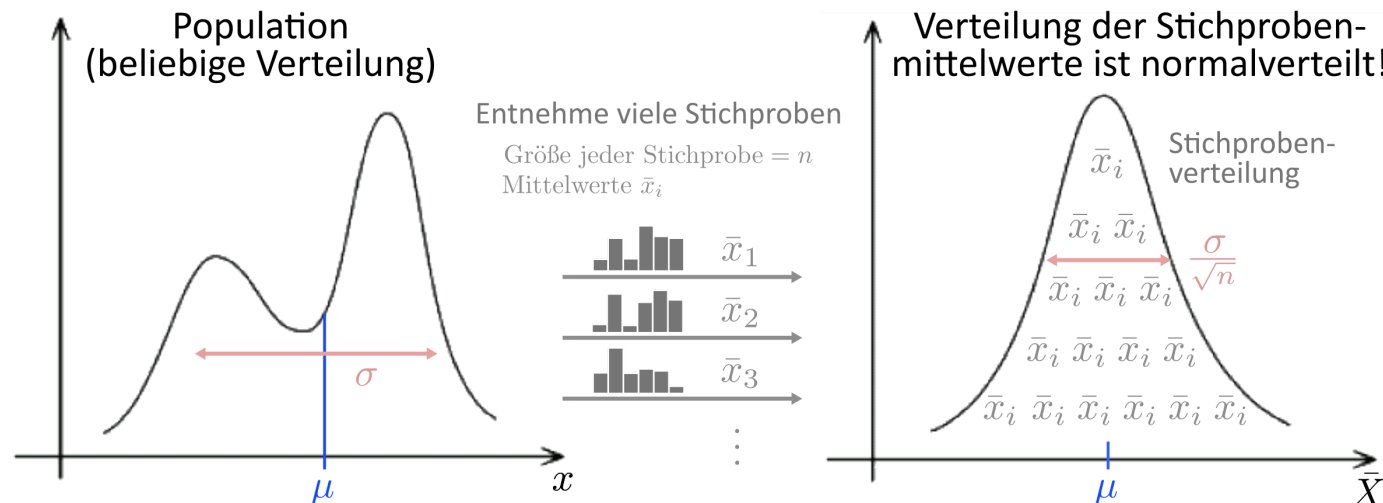 Population
(beliebige Verteilung)
σ
μ
x
Entnehme viele Stichproben
Größe jeder Stichprobe = n
Mittelwerte x̄ᵢ
x̄₁
x̄₂
x̄₃
⋮
Verteilung der Stichproben-
mittelwerte ist normalverteilt!
Stichproben-
verteilung
x̄ᵢ
x̄ᵢ x̄ᵢ
σ/√n
x̄ᵢ x̄ᵢ x̄ᵢ
x̄ᵢ x̄ᵢ x̄ᵢ x̄ᵢ
x̄ᵢ x̄ᵢ x̄ᵢ x̄ᵢ x̄ᵢ x̄ᵢ
μ
X̄